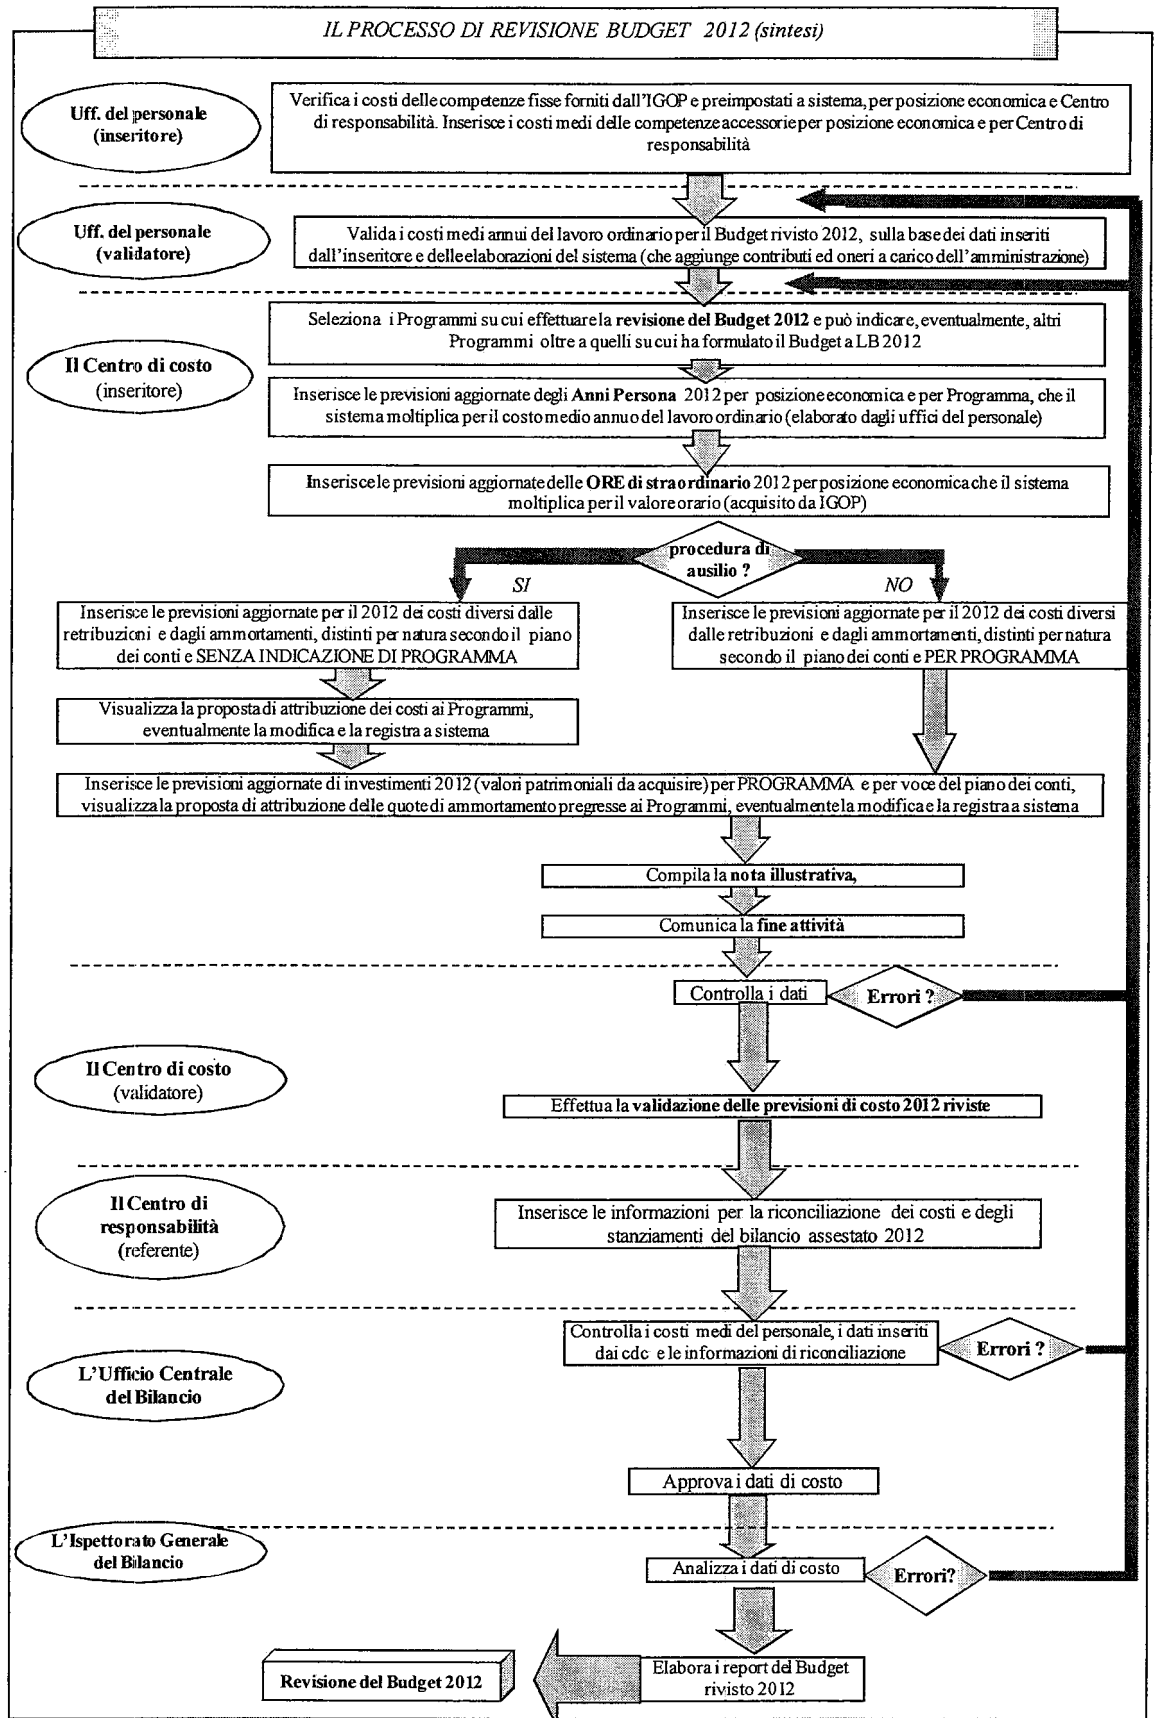 IL PROCESSO DI REVISIONE BUDGET 2012 (sintesi)
Uff. del personale
(inseritore)
Verifica i costi delle competenze fisse forniti dall'IGOP e preimpostati a sistema, per posizione economica e Centro
di responsabilità. Inserisce i costi medi delle competenze accessorie per posizione economica e per Centro di
responsabilità
Uff. del personale
(validatore)
Valida i costi medi annui del lavoro ordinario per il Budget rivisto 2012, sulla base dei dati inseriti
dall'inseritore e delle elaborazioni del sistema (che aggiunge contributi ed oneri a carico dell'amministrazione)
Il Centro di costo
(inseritore)
Seleziona i Programmi su cui effettuare la revisione del Budget 2012 e può indicare, eventualmente, altri
Programmi oltre a quelli su cui ha formulato il Budget a LB 2012
Inserisce le previsioni aggiornate degli Anni Persona 2012 per posizione economica e per Programma, che il
sistema moltiplica per il costo medio annuo del lavoro ordinario (elaborato dagli uffici del personale)
Inserisce le previsioni aggiornate delle ORE di straordinario 2012 per posizione economica che il sistema
moltiplica per il valore orario (acquisito da IGOP)
procedura di
ausilio ?
SI
NO
Inserisce le previsioni aggiornate per il 2012 dei costi diversi dalle
retribuzioni e dagli ammortamenti, distinti per natura secondo il piano
dei conti e SENZA INDICAZIONE DI PROGRAMMA
Inserisce le previsioni aggiornate per il 2012 dei costi diversi
dalle retribuzioni e dagli ammortamenti, distinti per natura
secondo il piano dei conti e PER PROGRAMMA
Visualizza la proposta di attribuzione dei costi ai Programmi,
eventualmente la modifica e la registra a sistema
Inserisce le previsioni aggiornate di investimenti 2012 (valori patrimoniali da acquisire) per PROGRAMMA e per voce del piano dei conti,
visualizza la proposta di attribuzione delle quote di ammortamento pregresse ai Programmi, eventualmente la modifica e la registra a sistema
Compila la nota illustrativa,
Comunica la fine attività
Controlla i dati
Errori ?
Il Centro di costo
(validatore)
Effettua la validazione delle previsioni di costo 2012 riviste
Il Centro di
responsabilità
(referente)
Inserisce le informazioni per la riconciliazione dei costi e degli
stanziamenti del bilancio assestato 2012
Controlla i costi medi del personale, i dati inseriti
dai cdc e le informazioni di riconciliazione
Errori ?
L'Ufficio Centrale
del Bilancio
Approva i dati di costo
L'Ispettorato Generale
del Bilancio
Analizza i dati di costo
Errori?
Elabora i report del Budget
rivisto 2012
Revisione del Budget 2012